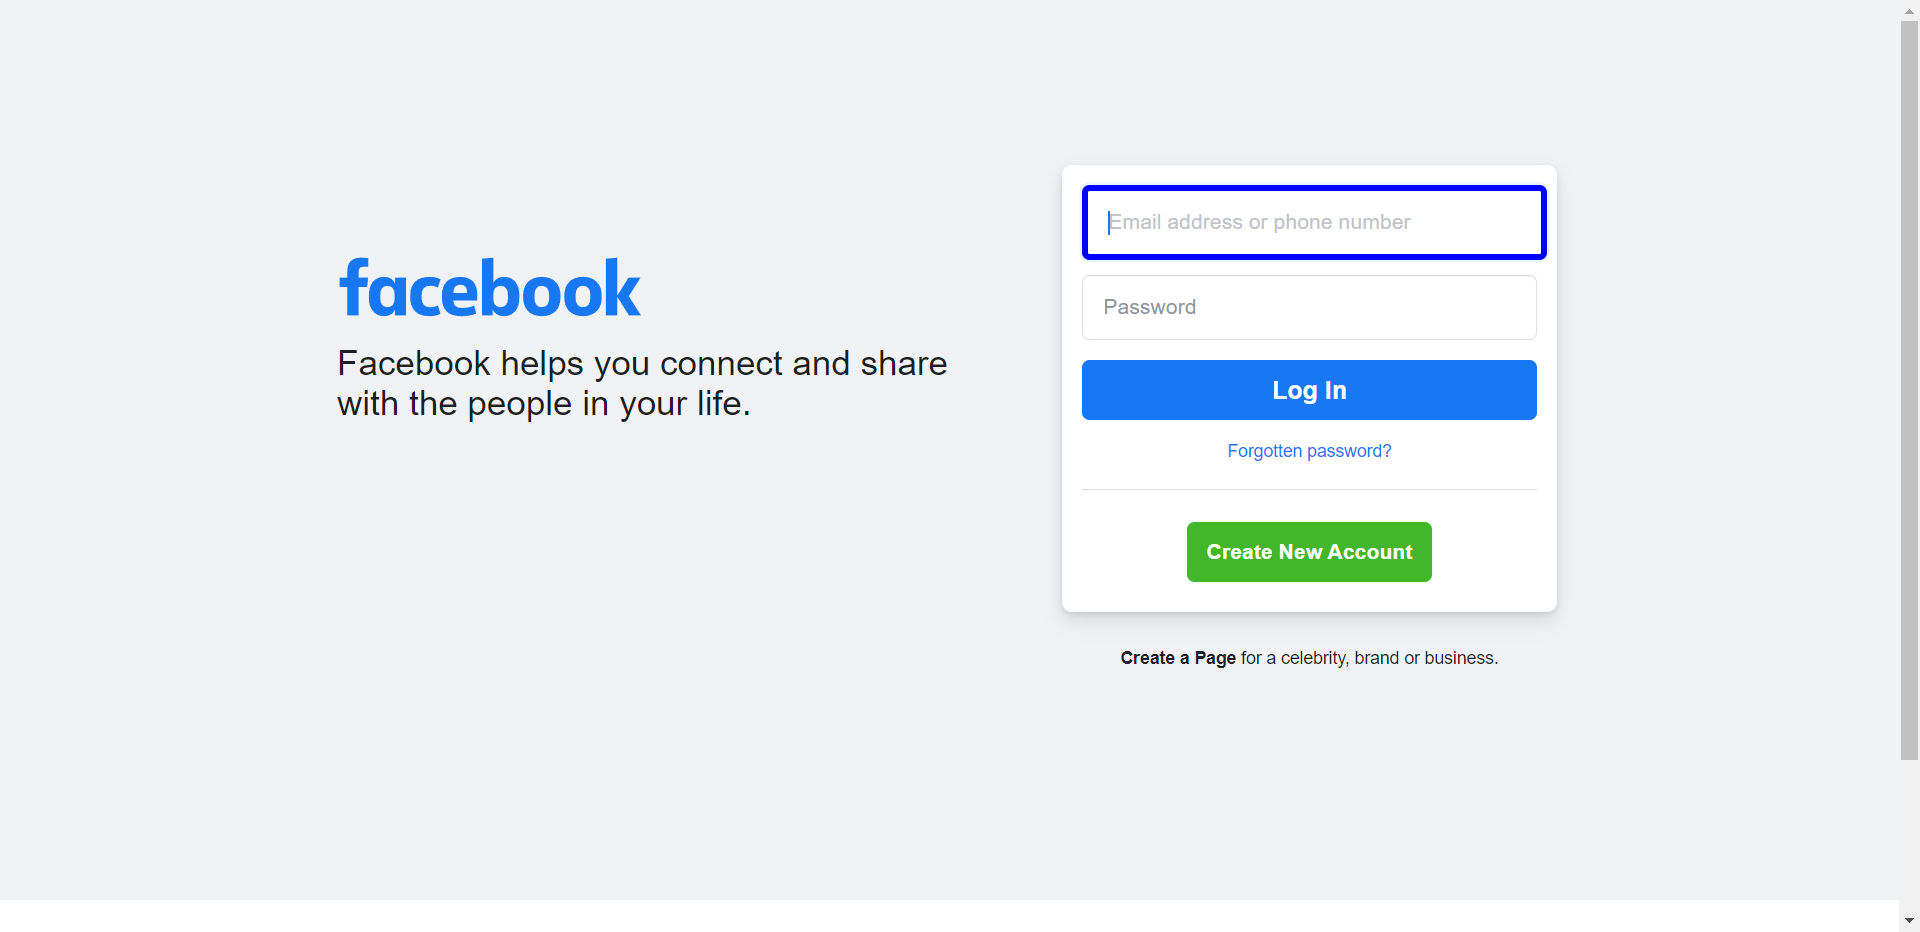 facebook
Facebook helps you connect and share
with the people in your life.
Email address or phone number
Password
Log In
Forgotten password?
Create New Account
Create a Page for a celebrity, brand or business.